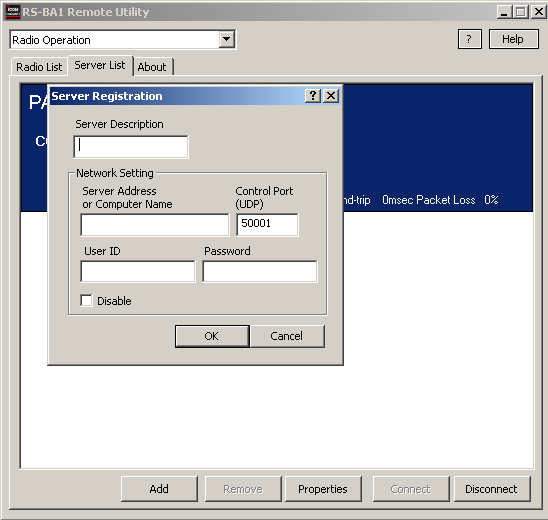 RS-BA1 Remote Utility
Radio Operation
?
Help
Radio List
Server List
About
Server Registration
?
Server Description
Network Setting
Server Address
or Computer Name
Control Port
(UDP)
50001
User ID
Password
Disable
OK
Cancel
PA
nd-trip 0msec Packet Loss 0%
Add
Remove
Properties
Connect
Disconnect